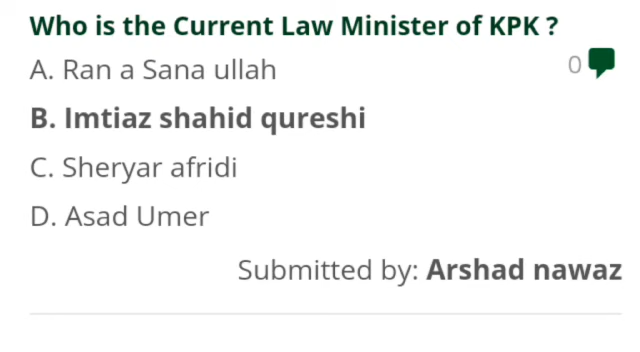 Who is the Current Law Minister of KPK ?
A. Ran a Sana ullah
0
B. Imtiaz shahid qureshi
C. Sheryar afridi
D. Asad Umer
Submitted by: Arshad nawaz